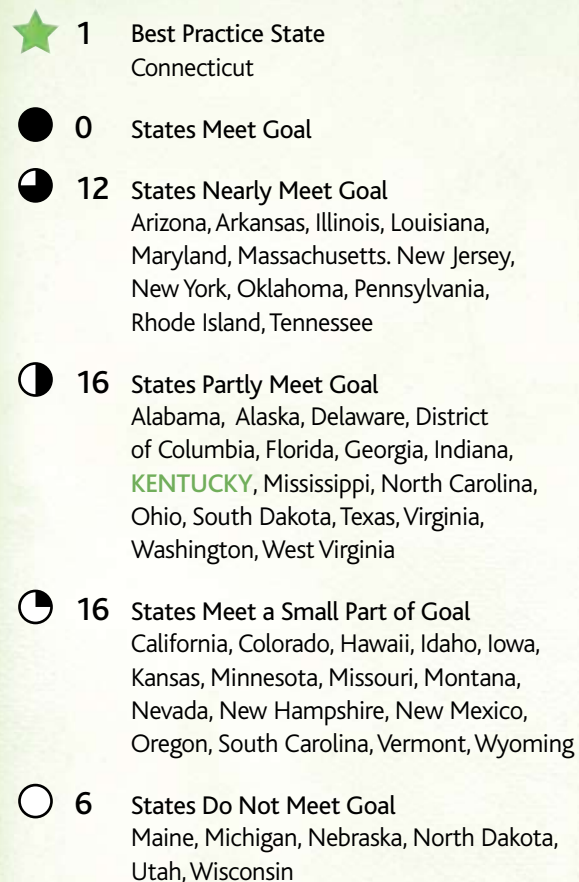 1 Best Practice State
Connecticut
0 States Meet Goal
12 States Nearly Meet Goal
Arizona, Arkansas, Illinois, Louisiana,
Maryland, Massachusetts. New Jersey,
New York, Oklahoma, Pennsylvania,
Rhode Island, Tennessee
16 States Partly Meet Goal
Alabama, Alaska, Delaware, District
of Columbia, Florida, Georgia, Indiana,
KENTUCKY, Mississippi, North Carolina,
Ohio, South Dakota, Texas, Virginia,
Washington, West Virginia
16 States Meet a Small Part of Goal
California, Colorado, Hawaii, Idaho, Iowa,
Kansas, Minnesota, Missouri, Montana,
Nevada, New Hampshire, New Mexico,
Oregon, South Carolina, Vermont, Wyoming
6 States Do Not Meet Goal
Maine, Michigan, Nebraska, North Dakota,
Utah, Wisconsin